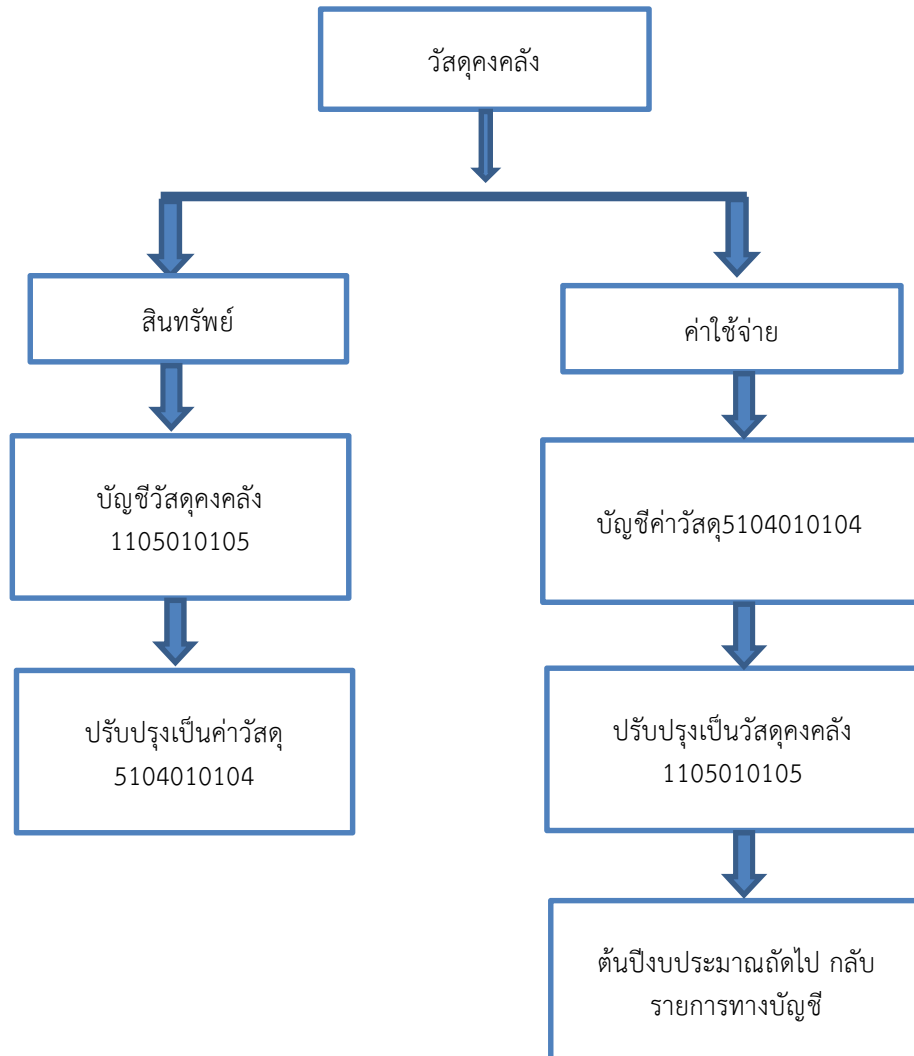 วัสดุคงคลัง
สินทรัพย์
ค่าใช้จ่าย
บัญชีวัสดุคงคลัง
1105010105
บัญชีค่าวัสดุ5104010104
ปรับปรุงเป็นค่าวัสดุ
5104010104
ปรับปรุงเป็นวัสดุคงคลัง
1105010105
ต้นปีงบประมาณถัดไป กลับ
รายการทางบัญชี